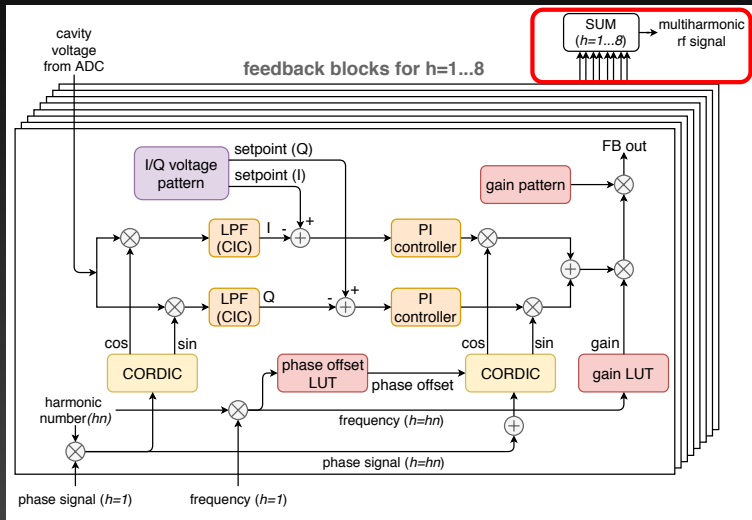 cavity
voltage
from ADC
SUM
(h=1...8)
multiharmonic
rf signal
feedback blocks for h=1...8
FB out
I/Q voltage
pattern
setpoint (Q)
setpoint (I)
gain pattern
LPF
(CIC)
I
-
+
PI
controller
LPF
(CIC)
Q
-
+
PI
controller
cos
sin
cos
sin
gain
CORDIC
phase offset
LUT
phase offset
CORDIC
gain LUT
harmonic
number(hn)
frequency (h=hn)
phase signal (h=hn)
phase signal (h=1)
frequency (h=1)